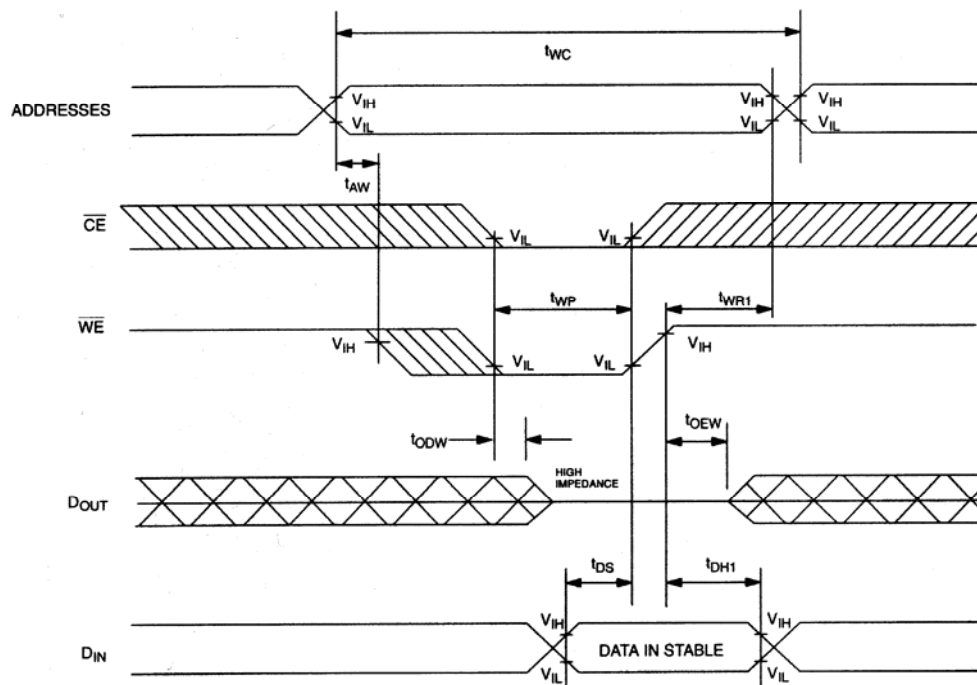 tWC
ADDRESSES
VIH
VIH
VIH
VIL
VIL
VIL
tAW
CE
VIL
VIL
tWP
tWR1
WE
VIH
VIL
VIL
VIH
tODW
tOEW
HIGH
IMPEDANCE
DOUT
tDS
tDH1
VIH
VIH
DIN
DATA IN STABLE
VIL
VIL